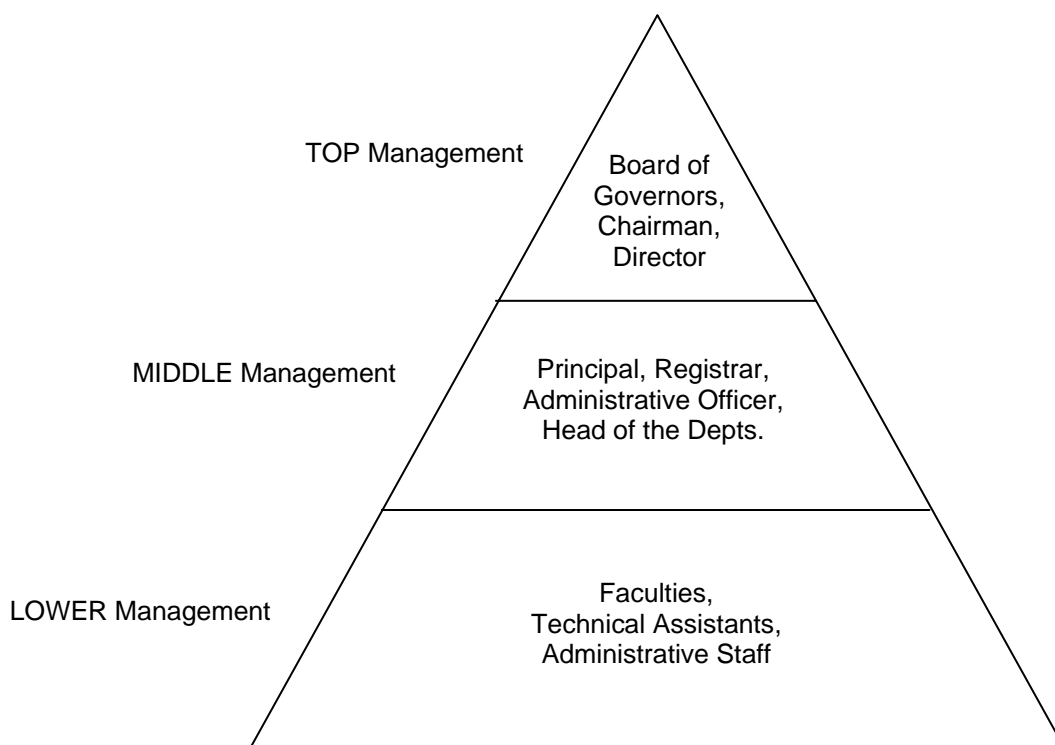 TOP Management
Board of
Governors,
Chairman,
Director
MIDDLE Management
Principal, Registrar,
Administrative Officer,
Head of the Depts.
LOWER Management
Faculties,
Technical Assistants,
Administrative Staff